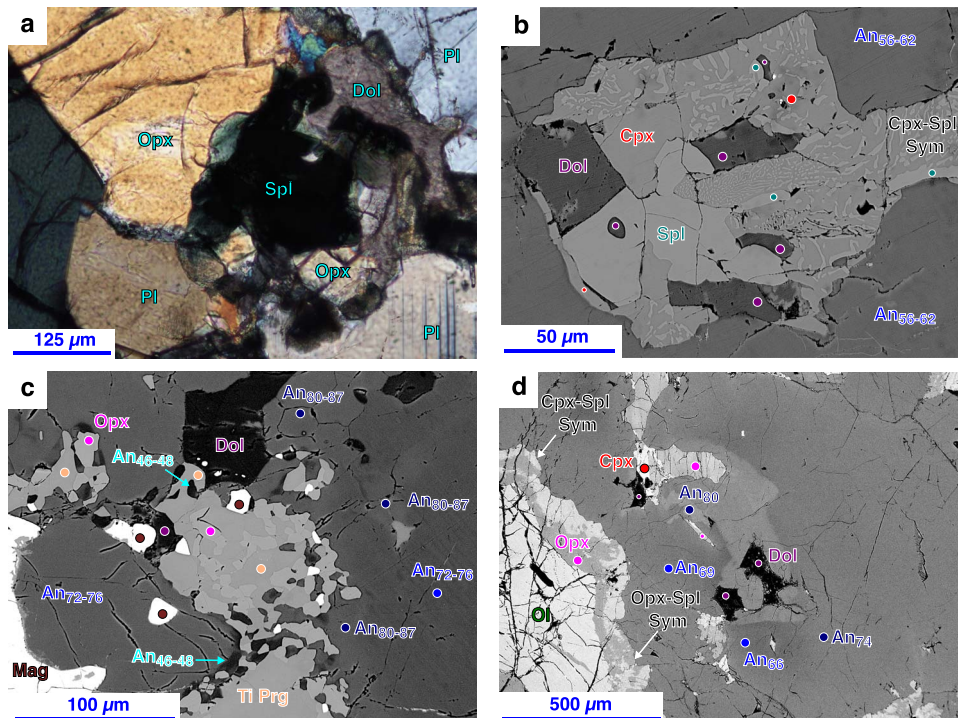 a
Pl
Dol
Opx
Spl
Pl
Opx
Pl
125 µm
b
An56-62
Cpx
Cpx-Spl
Sym
Dol
Spl
An56-62
50 µm
c
An80-87
Opx
Dol
An46-48
An80-87
An72-76
An72-76
An80-87
An46-48
Mag
Tl Prg
100 µm
d
Cpx-Spl
Sym
Cpx
An80
Opx
Dol
An69
Opx-Spl
Sym
Ol
An74
An66
500 µm